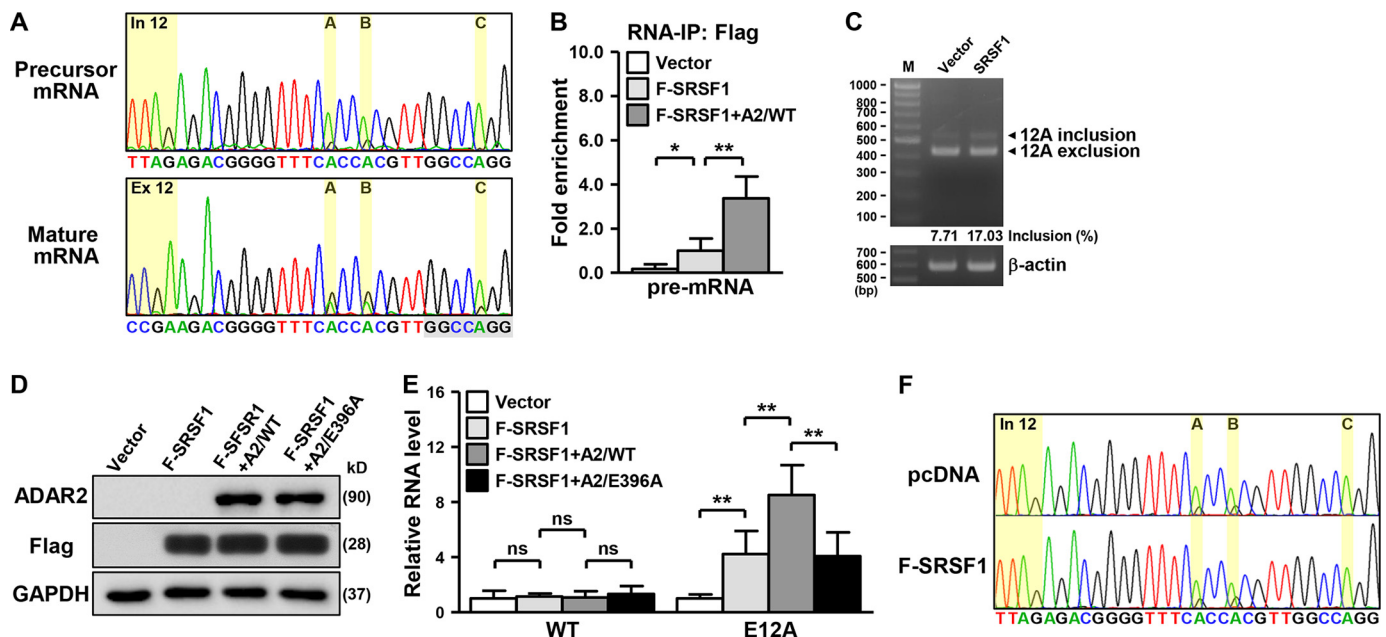 A
In 12
A
B
C
Precursor
mRNA
TTAGAGACGGGGTTTCACCACGTTGGCCAGG
Ex 12
A
B
C
Mature
mRNA
CCGAAGACGGGGTTTCACCACGTTGGCCAGG
B
RNA-IP: Flag
Vector
F-SRSF1
F-SRSF1+A2/WT
Fold enrichment
10.0
8.0
6.0
4.0
2.0
0.0
*
**
pre-mRNA
C
M
Vector
SRSF1
1000
800
600
500
400
300
200
100
12A inclusion
12A exclusion
7.71 17.03 Inclusion (%)
700
600
500
(bp)
β-actin
D
Vector
F-SRSF1
F-SFSR1
+A2/WT
F-SRSF1
+A2/E396A
kD
ADAR2
(90)
Flag
(28)
GAPDH
(37)
E
Relative RNA level
16
12
8
4
0
Vector
F-SRSF1
F-SRSF1+A2/WT
F-SRSF1+A2/E396A
ns
ns
ns
**
**
**
WT
E12A
F
In 12
A
B
C
pcDNA
F-SRSF1
TTAGAGACGGGGTTTCACCACGTTGGCCAGG